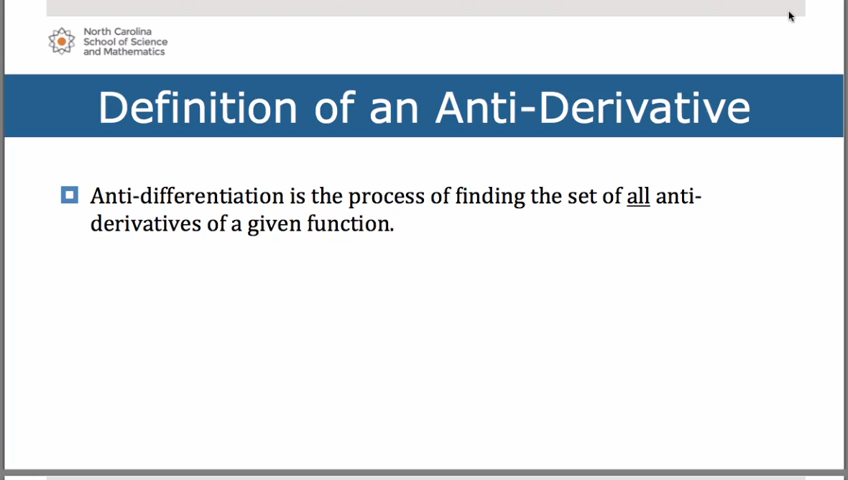 North Carolina
School of Science
and Mathematics
Definition of an Anti-Derivative
Anti-differentiation is the process of finding the set of all anti-
derivatives of a given function.